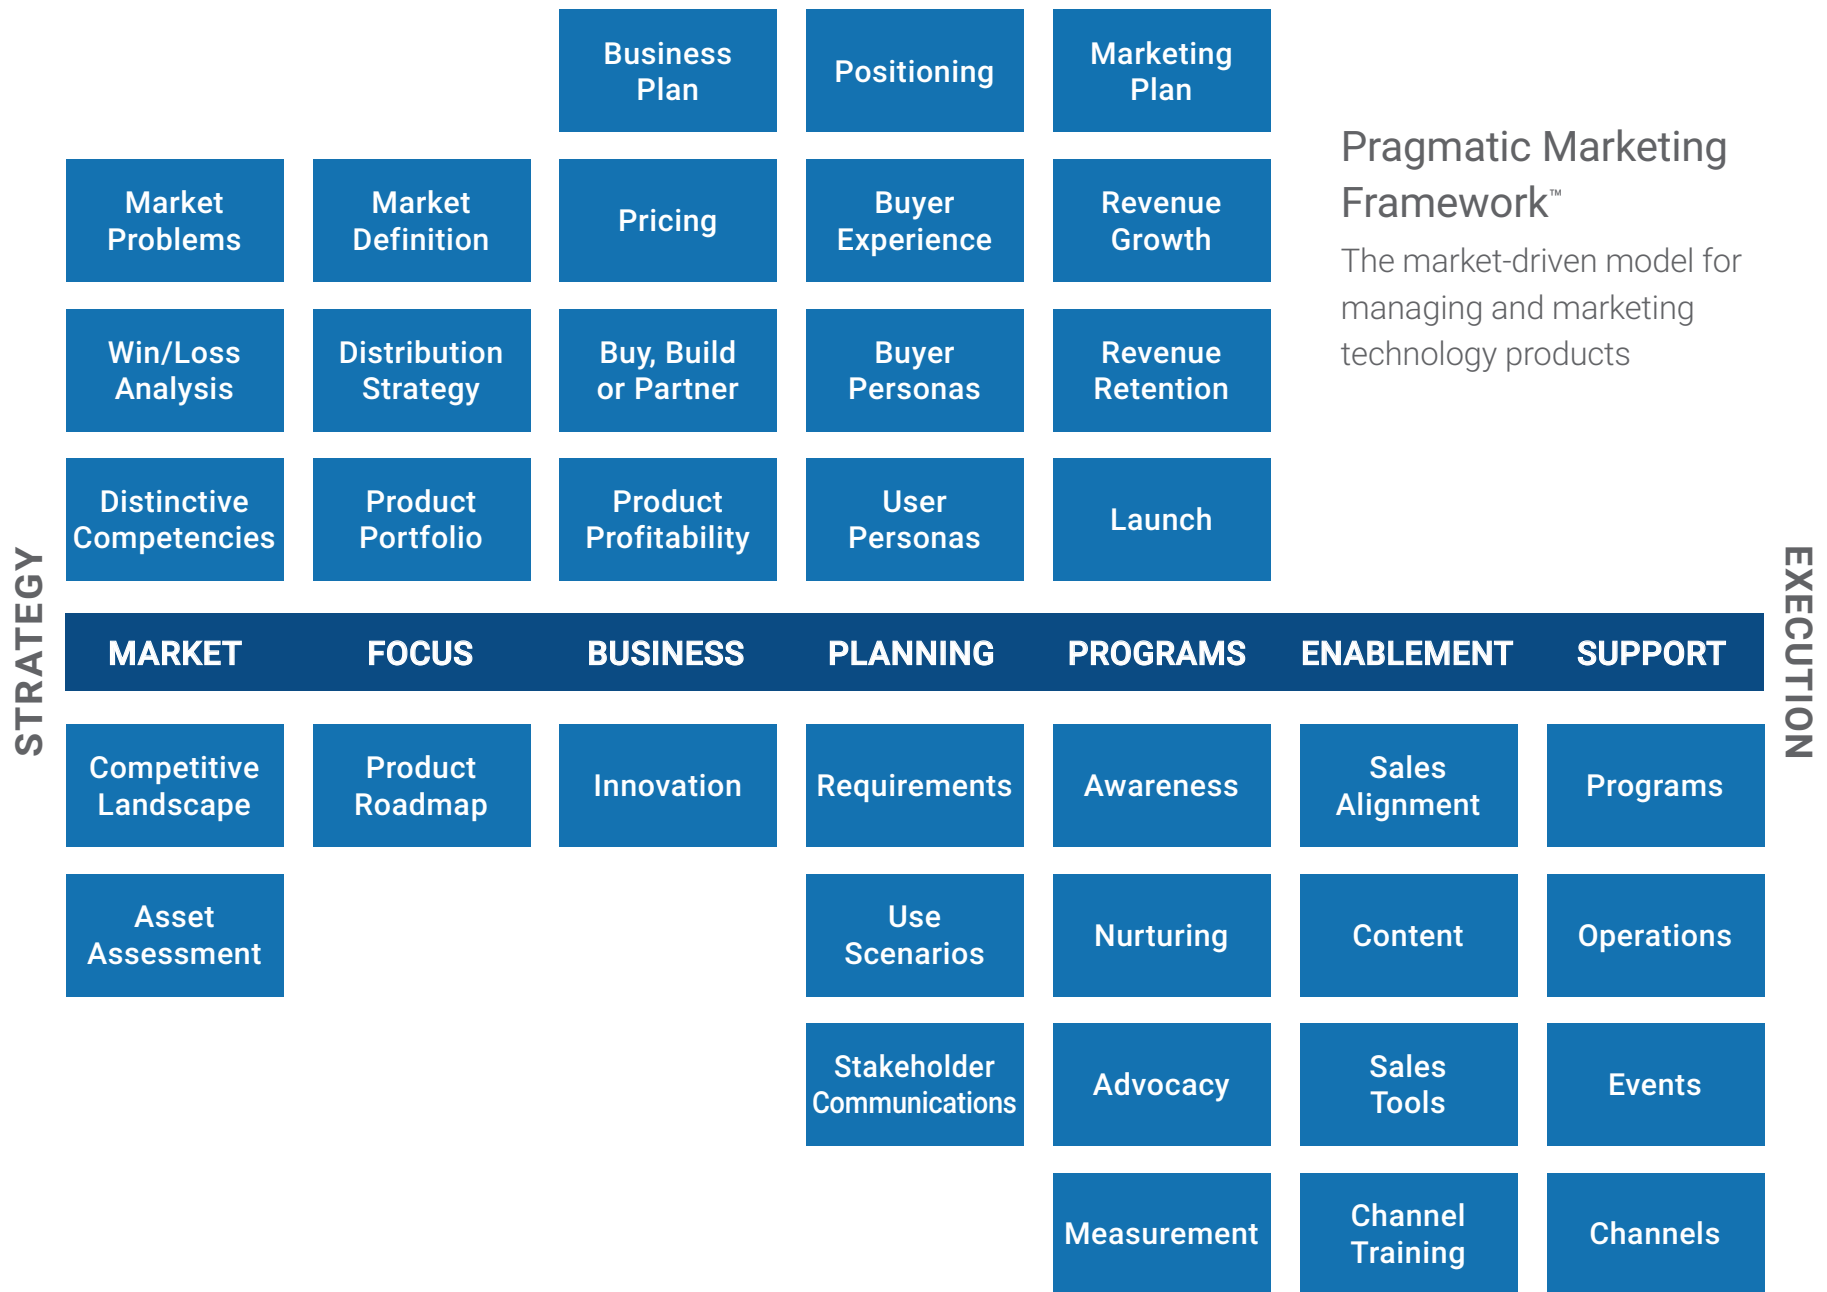 Business
Plan
Positioning
Marketing
Plan
Pragmatic Marketing
Framework™
The market-driven model for
managing and marketing
technology products
Market
Problems
Market
Definition
Pricing
Buyer
Experience
Revenue
Growth
Win/Loss
Analysis
Distribution
Strategy
Buy, Build
or Partner
Buyer
Personas
Revenue
Retention
Distinctive
Competencies
Product
Portfolio
Product
Profitability
User
Personas
Launch
STRATEGY
MARKET
FOCUS
BUSINESS
PLANNING
PROGRAMS
ENABLEMENT
SUPPORT
EXECUTION
Competitive
Landscape
Product
Roadmap
Innovation
Requirements
Awareness
Sales
Alignment
Programs
Asset
Assessment
Use
Scenarios
Nurturing
Content
Operations
Stakeholder
Communications
Advocacy
Sales
Tools
Events
Measurement
Channel
Training
Channels